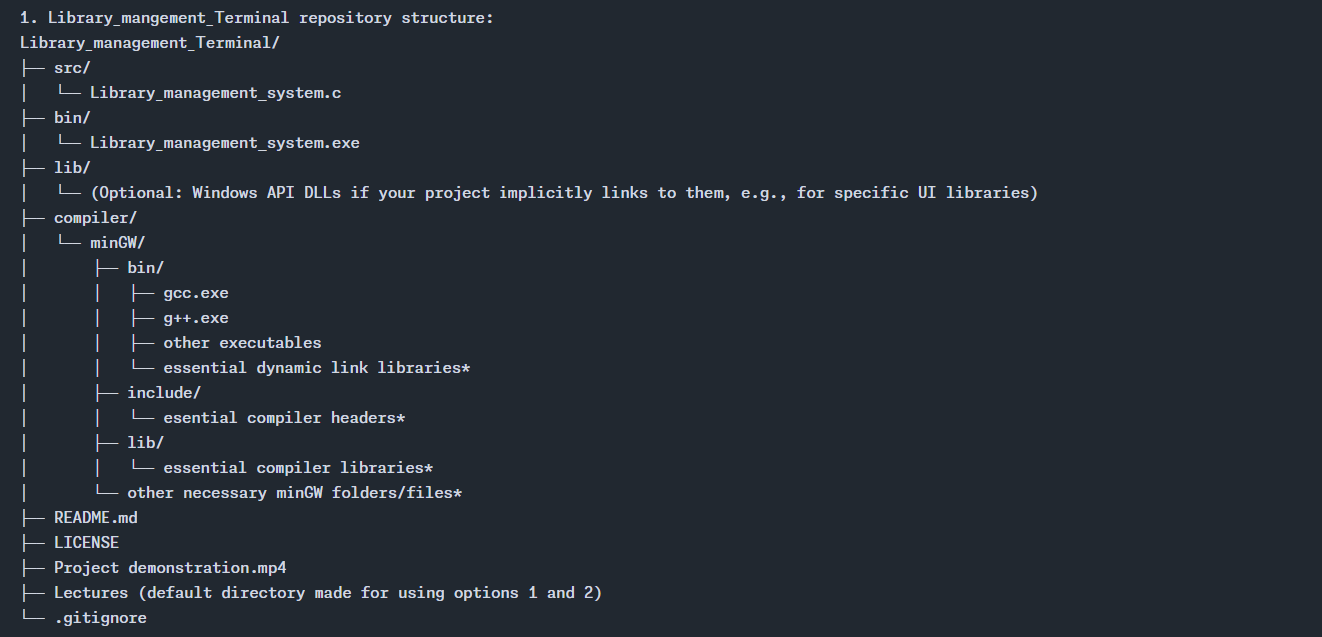 1. Library_mangement_Terminal repository structure:
Library_management_Terminal/
├── src/
│   └── Library_management_system.c
├── bin/
│   └── Library_management_system.exe
├── lib/
│   └── (Optional: Windows API DLLs if your project implicitly links to them, e.g., for specific UI libraries)
├── compiler/
│   └── minGW/
│       ├── bin/
│       │   ├── gcc.exe
│       │   ├── g++.exe
│       │   ├── other executables
│       │   └── essential dynamic link libraries*
│       ├── include/
│       │   └── esential compiler headers*
│       ├── lib/
│       │   └── essential compiler libraries*
│       └── other necessary minGW folders/files*
├── README.md
├── LICENSE
├── Project demonstration.mp4
├── Lectures (default directory made for using options 1 and 2)
└── .gitignore